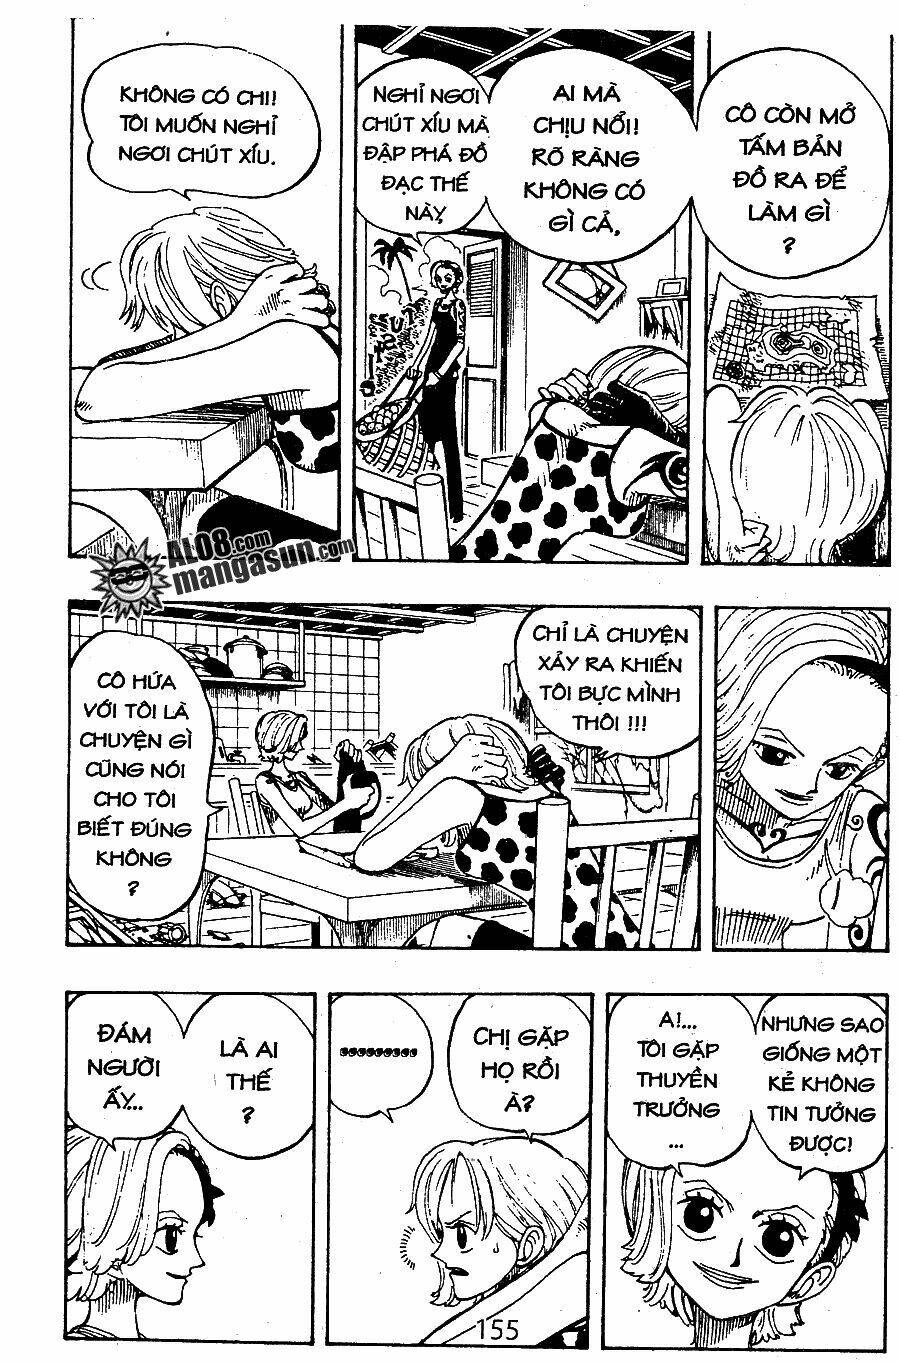 KHÔNG CÓ CHI!
TÔI MUỐN NGHỈ
NGƠI CHÚT XÍU.
NGHỈ NGƠI
CHÚT XÍU MÀ
ĐẬP PHÁ ĐỒ
ĐẠC THẾ
NÀY.
AI MÀ
CHỊU NỔI!
RÕ RÀNG
KHÔNG CÓ
GÌ CẢ.
CÔ CÒN MỞ
TẤM BẢN
ĐỒ RA ĐỂ
LÀM GÌ
?
ALO8.com
mangasun.com
CÔ HỨA
VỚI TÔI LÀ
CHUYỆN GÌ
CŨNG NÓI
CHO TÔI
BIẾT ĐÚNG
KHÔNG
?
CHỈ LÀ CHUYỆN
XẢY RA KHIẾN
TÔI BỰC MÌNH
THÔI !!!
ĐÁM
NGƯỜI
ẤY...
LÀ AI
THẾ
?
.........
CHỊ GẶP
HỌ RỒI
À?
A!...
TÔI GẶP
THUYỀN
TRƯỞNG
...
NHƯNG SAO
GIỐNG MỘT
KẺ KHÔNG
TIN TƯỞNG
ĐƯỢC!
155